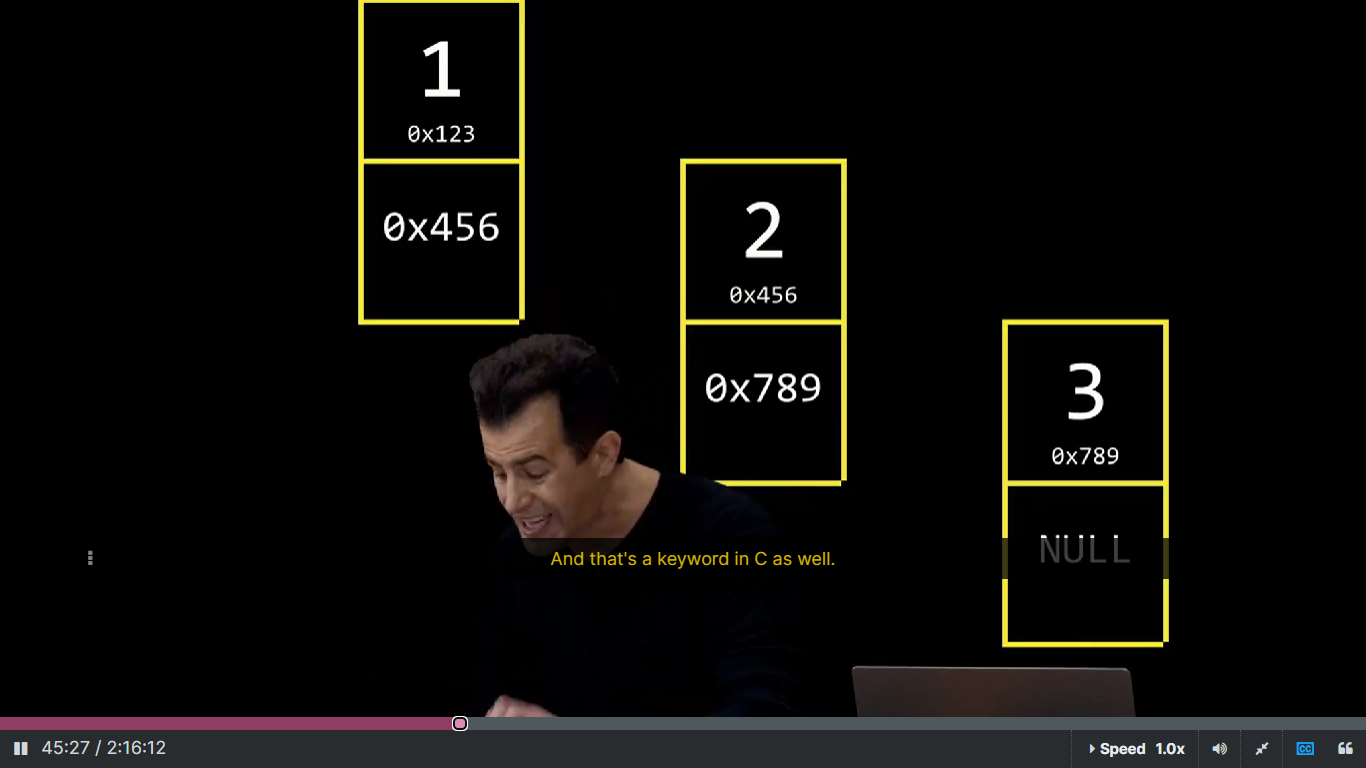 1
0x123
0x456
2
0x456
0x789
3
0x789
NULL
And that's a keyword in C as well.
45:27 / 2:16:12
Speed 1.0x
CC